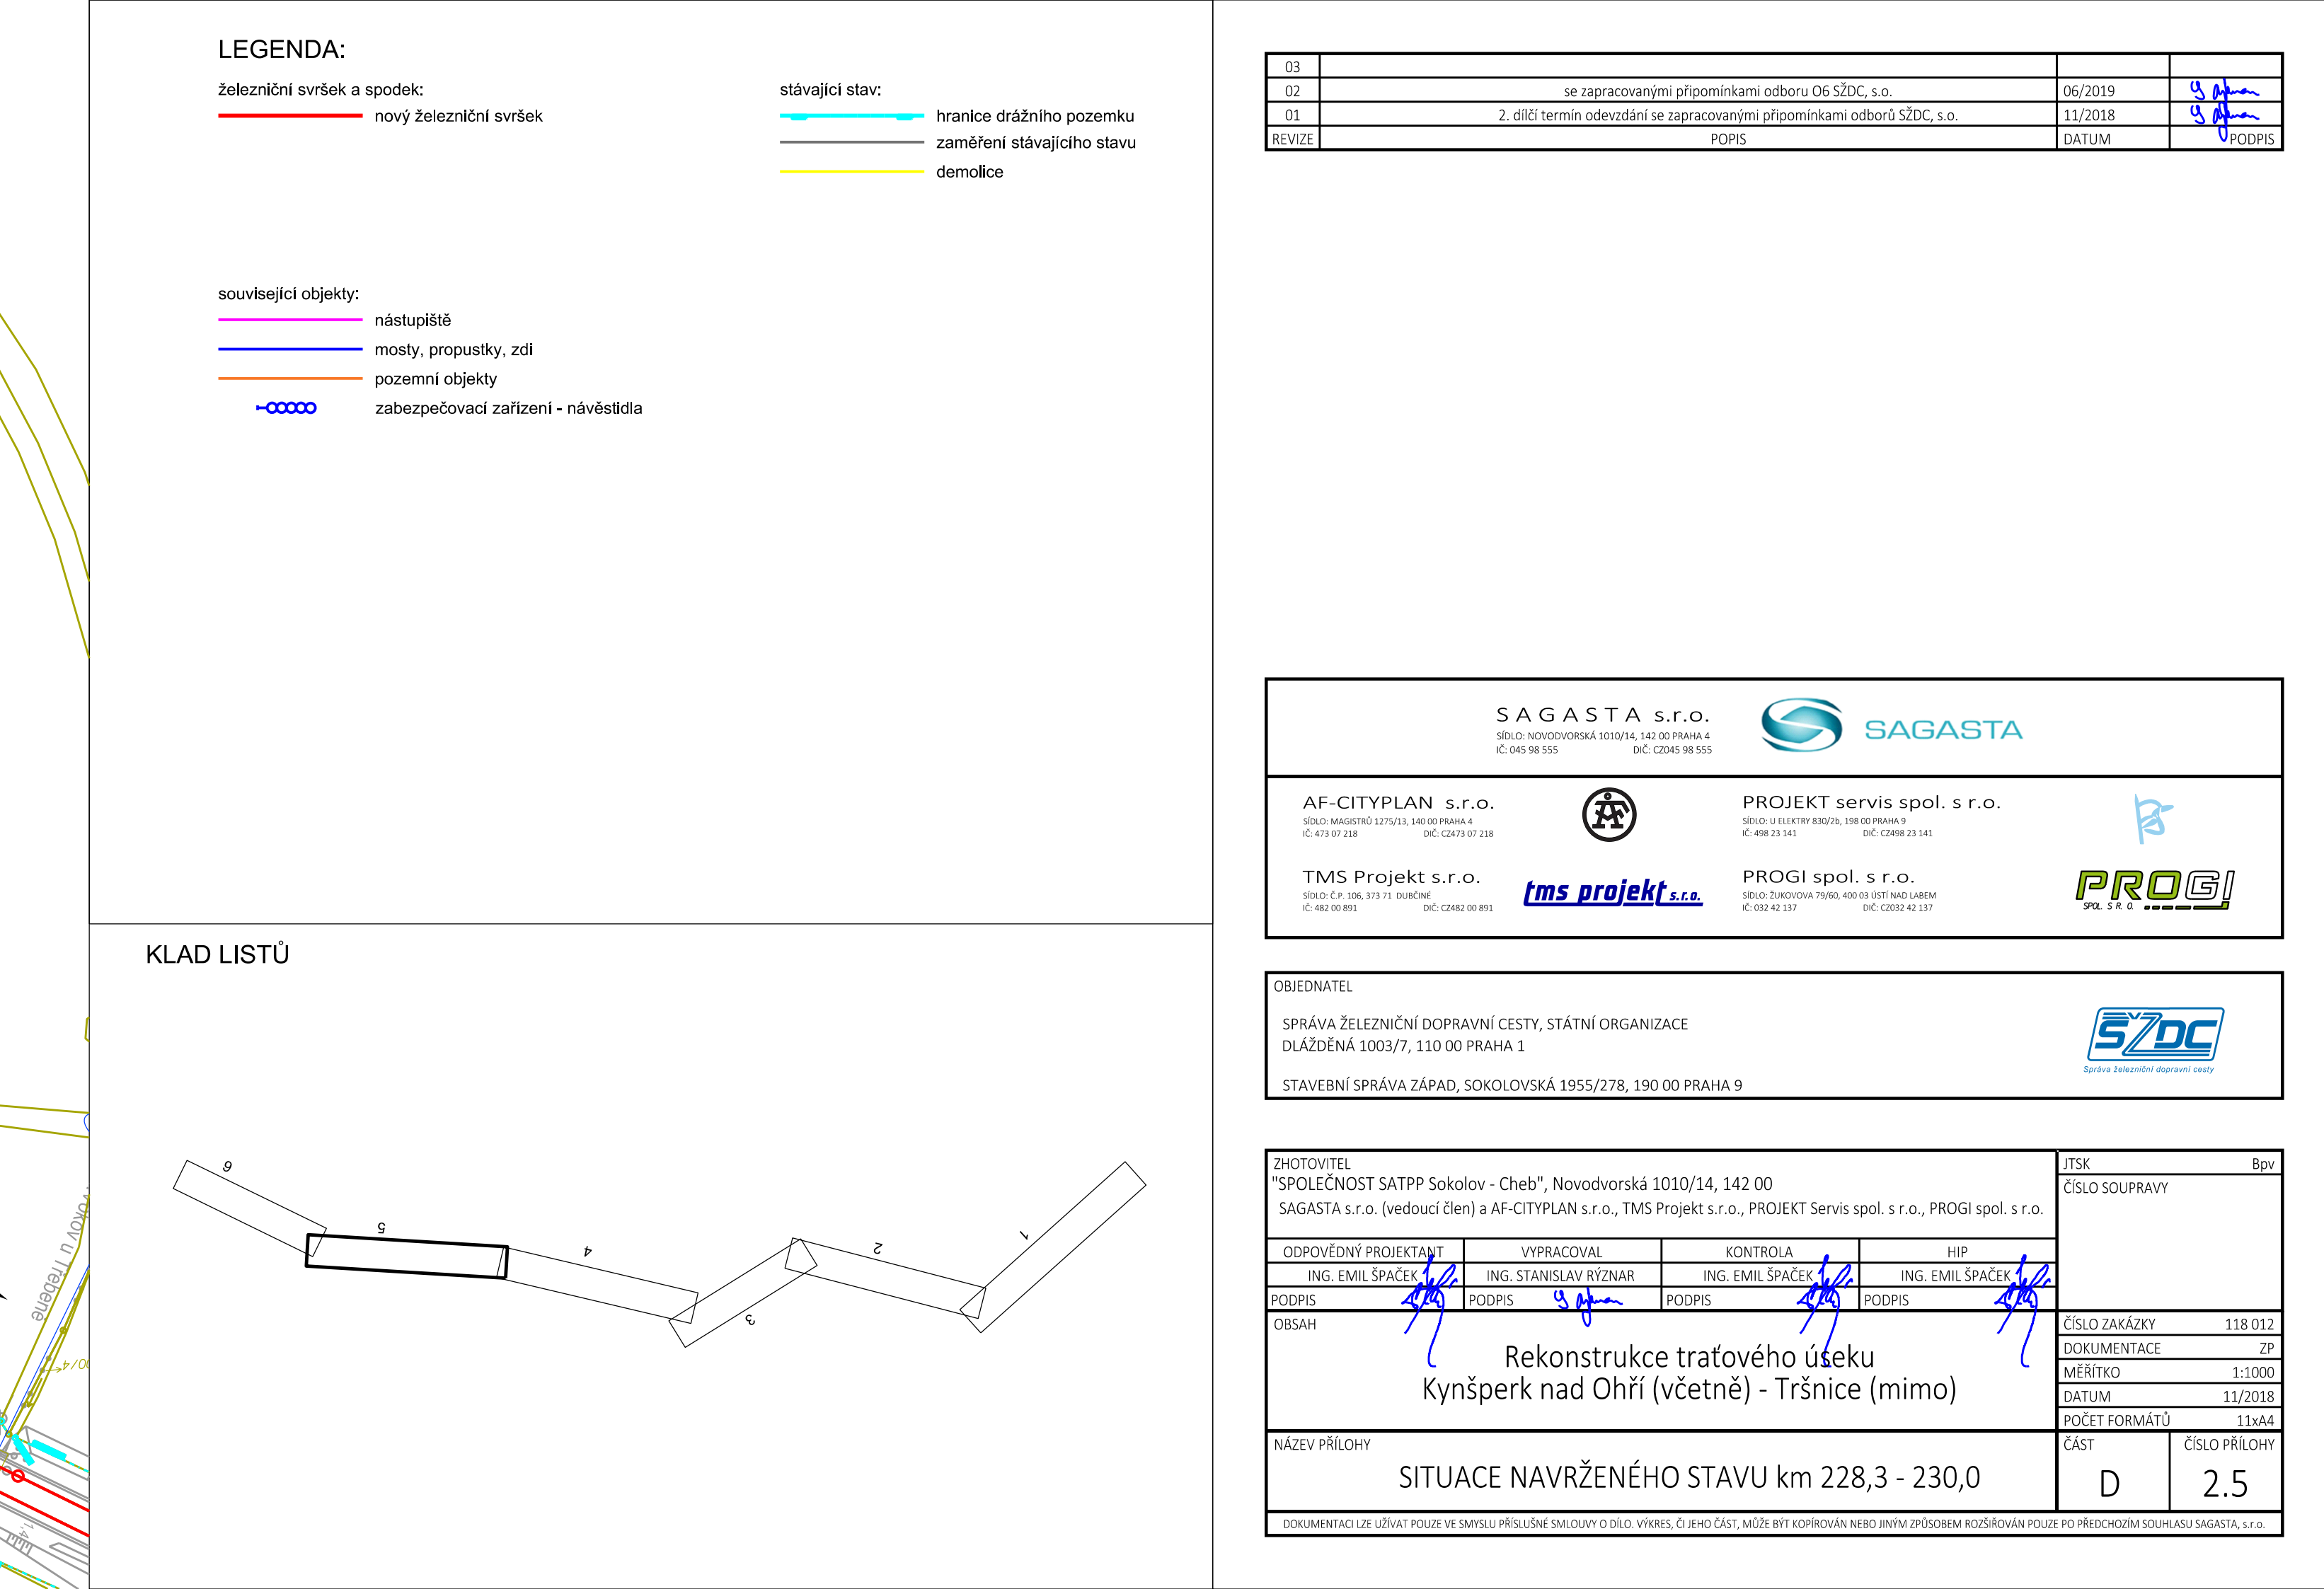 LEGENDA:
železniční svršek a spodek:
nový železniční svršek
stávající stav:
hranice drážního pozemku
zaměření stávajícího stavu
demolice
související objekty:
nástupiště
mosty, propustky, zdi
pozemní objekty
zabezpečovací zařízení - návěstidla
KLAD LISTŮ
6
5
4
3
2
1
03
02 se zapracovanými připomínkami odboru O6 SŽDC, s.o. 06/2019
01 2. dílčí termín odevzdání se zapracovanými připomínkami odborů SŽDC, s.o. 11/2018
REVIZE POPIS DATUM PODPIS
SAGASTA s.r.o.
SÍDLO: NOVODVORSKÁ 1010/14, 142 00 PRAHA 4
IČ: 045 98 555 DIČ: CZ045 98 555
SAGASTA
AF-CITYPLAN s.r.o.
SÍDLO: MAGISTRŮ 1275/13, 140 00 PRAHA 4
IČ: 473 07 218 DIČ: CZ473 07 218
ÅF
PROJEKT servis spol. s r.o.
SÍDLO: U ELEKTRY 830/2b, 198 00 PRAHA 9
IČ: 498 23 141 DIČ: CZ498 23 141
TMS Projekt s.r.o.
SÍDLO: Č.P. 106, 373 71 DUBČINÉ
IČ: 482 00 891 DIČ: CZ482 00 891
tms projekt s.r.o.
PROGI spol. s r.o.
SÍDLO: ŽUKOVOVA 79/60, 400 03 ÚSTÍ NAD LABEM
IČ: 032 42 137 DIČ: CZ032 42 137
PROGI
SPOL. S R. O.
OBJEDNATEL
SPRÁVA ŽELEZNIČNÍ DOPRAVNÍ CESTY, STÁTNÍ ORGANIZACE
DLÁŽDĚNÁ 1003/7, 110 00 PRAHA 1
STAVEBNÍ SPRÁVA ZÁPAD, SOKOLOVSKÁ 1955/278, 190 00 PRAHA 9
SŽDC
Správa železniční dopravní cesty
ZHOTOVITEL
"SPOLEČNOST SATPP Sokolov - Cheb", Novodvorská 1010/14, 142 00
SAGASTA s.r.o. (vedoucí člen) a AF-CITYPLAN s.r.o., TMS Projekt s.r.o., PROJEKT Servis spol. s r.o., PROGI spol. s r.o.
JTSK Bpv
ČÍSLO SOUPRAVY
ODPOVĚDNÝ PROJEKTANT VYPRACOVAL KONTROLA HIP
ING. EMIL ŠPAČEK ING. STANISLAV RÝZNAR ING. EMIL ŠPAČEK ING. EMIL ŠPAČEK
PODPIS PODPIS PODPIS PODPIS
OBSAH
Rekonstrukce traťového úseku
Kynšperk nad Ohří (včetně) - Tršnice (mimo)
ČÍSLO ZAKÁZKY 118 012
DOKUMENTACE ZP
MĚŘÍTKO 1:1000
DATUM 11/2018
POČET FORMÁTŮ 11xA4
NÁZEV PŘÍLOHY
SITUACE NAVRŽENÉHO STAVU km 228,3 - 230,0
ČÁST
D
ČÍSLO PŘÍLOHY
2.5
DOKUMENTACI LZE UŽÍVAT POUZE VE SMYSLU PŘÍSLUŠNÉ SMLOUVY O DÍLO. VÝKRES, ČI JEHO ČÁST, MŮŽE BÝT KOPÍROVÁN NEBO JINÝM ZPŮSOBEM ROZŠIŘOVÁN POUZE PO PŘEDCHOZÍM SOUHLASU SAGASTA, s.r.o.
u Třebeně